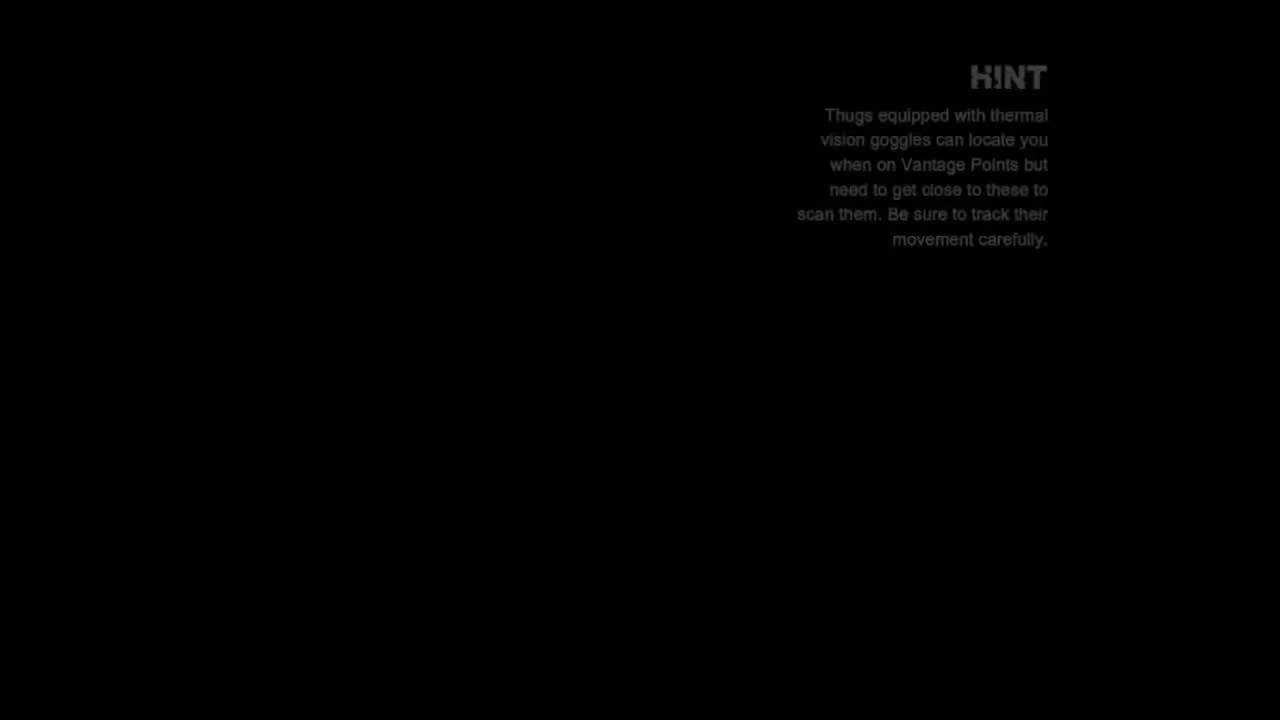 HINT
Thugs equipped with thermal
vision goggles can locate you
when on Vantage Points but
need to get close to these to
scan them. Be sure to track their
movement carefully.